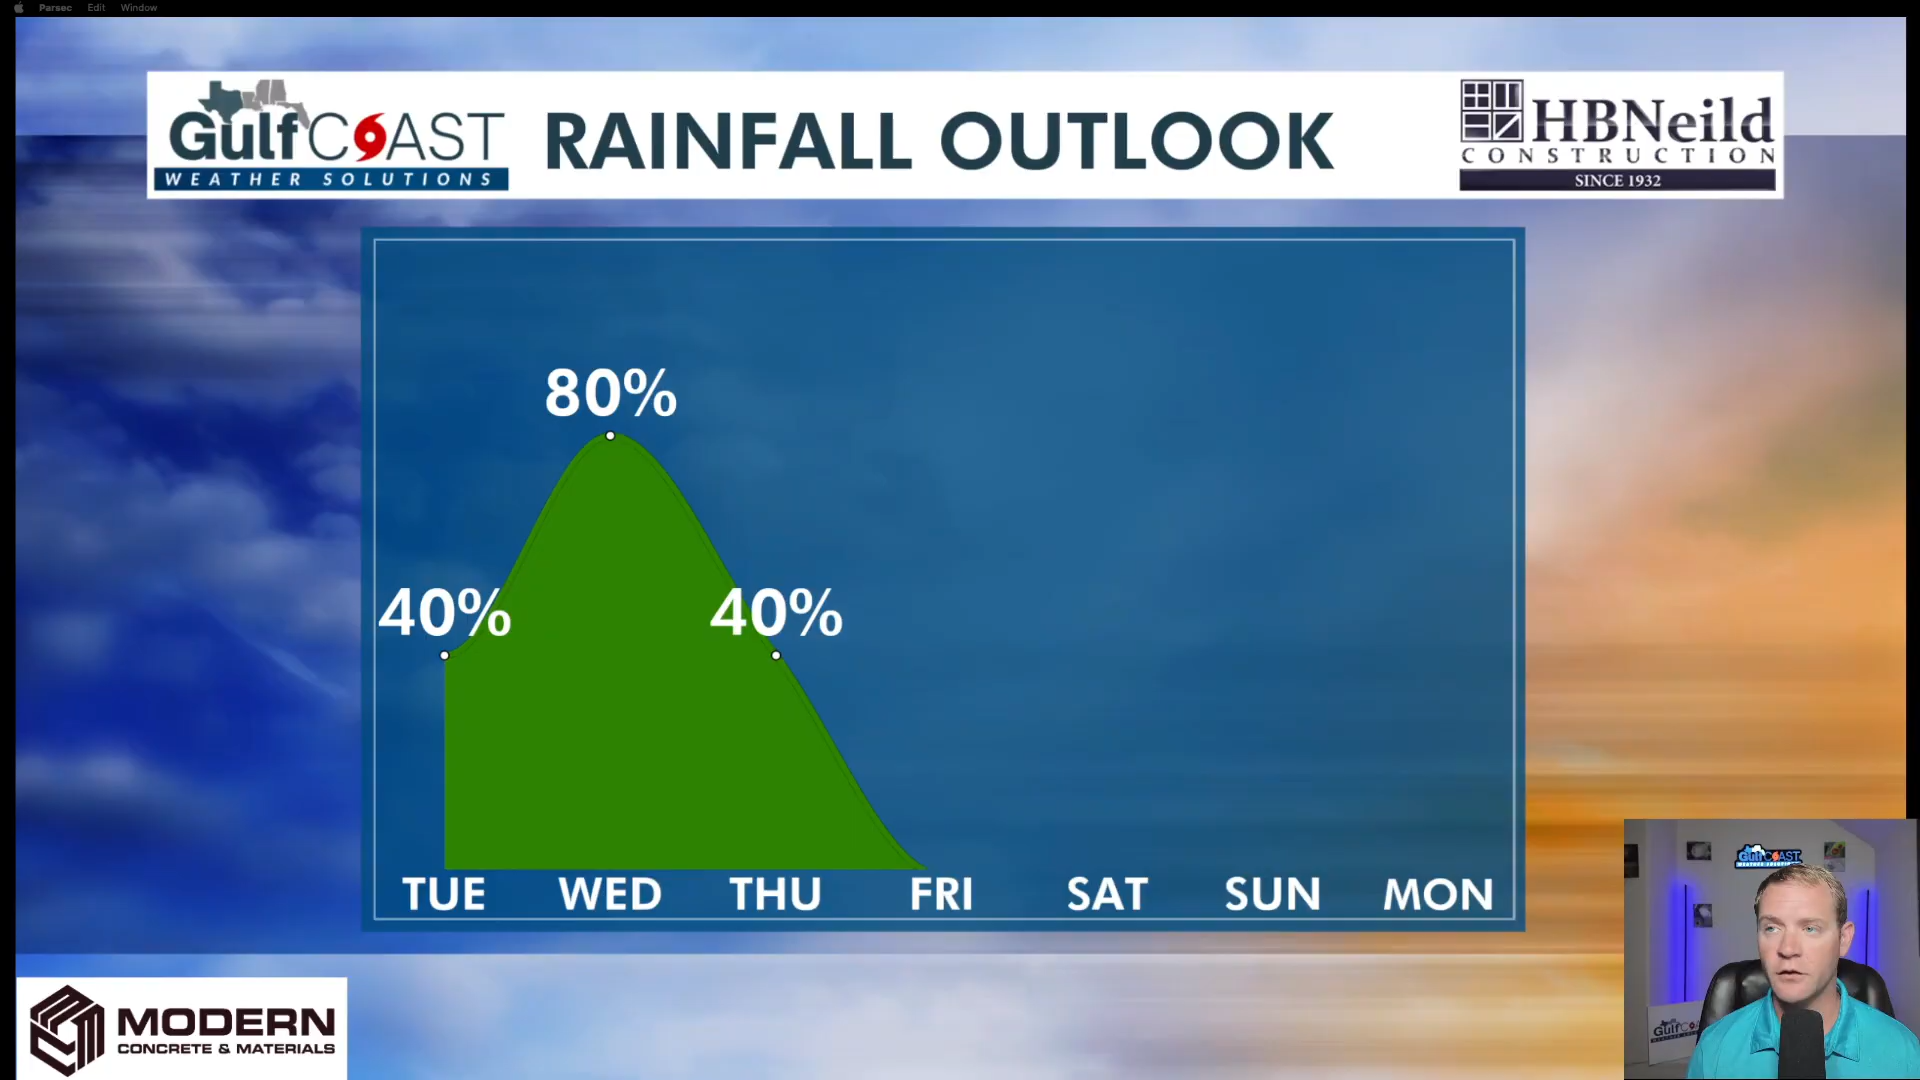 Parsec Edit Window
GulfCOAST
WEATHER SOLUTIONS
RAINFALL OUTLOOK
HBNeild
CONSTRUCTION
SINCE 1932
80%
40%
40%
TUE WED THU FRI SAT SUN MON
MODERN
CONCRETE & MATERIALS
GulfCOAST